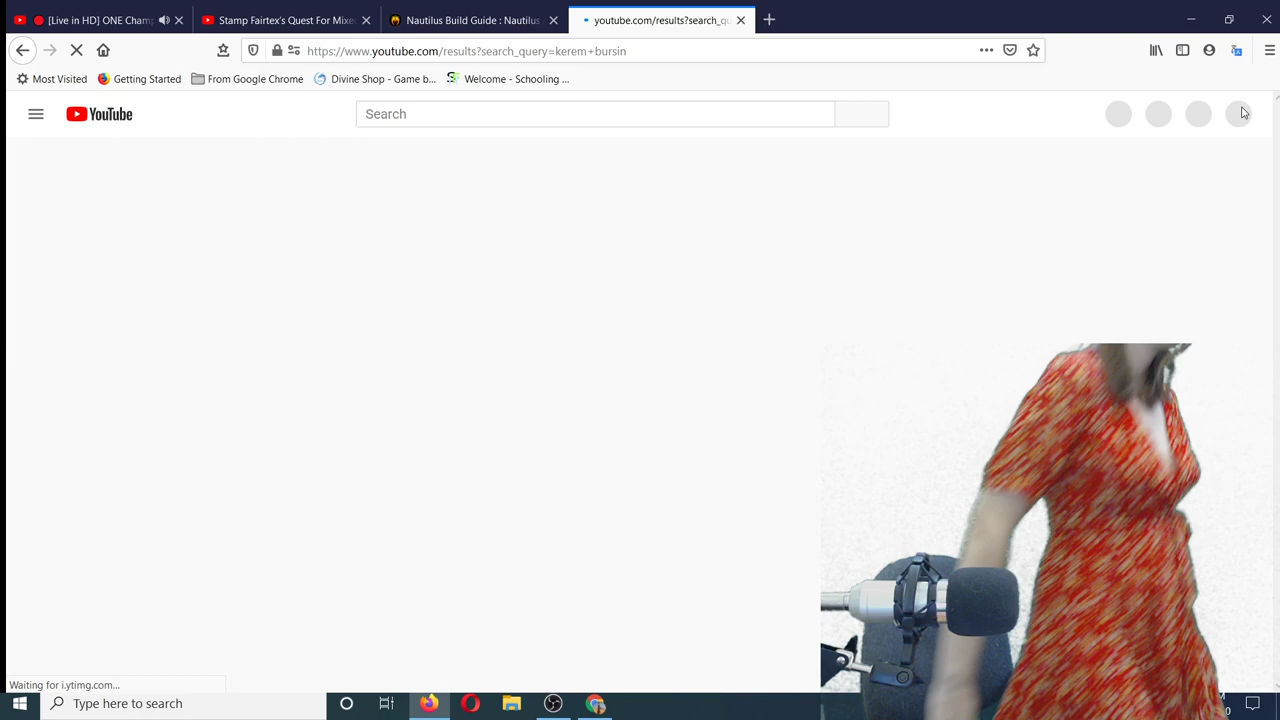 [Live in HD] ONE Champ
Stamp Fairtex's Quest For Mixe
Nautilus Build Guide : Nautilus
youtube.com/results?search_qu
https://www.youtube.com/results?search_query=kerem+bursin
Most Visited
Getting Started
From Google Chrome
Divine Shop - Game b...
Welcome - Schooling ...
YouTube
Search
Waiting for i.ytimg.com...
Type here to search